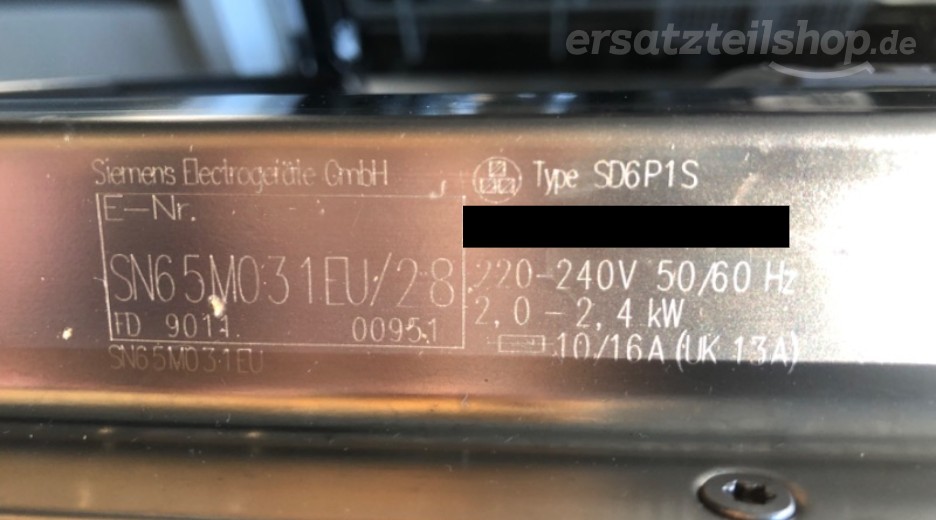 ersatzteilshop.de
Siemens Electrogeräte GmbH
Type SD6P1S
E-Nr.
SN65M031EU/28
220-240V 50/60 Hz
2,0 - 2,4 kW
FD 9011 00951
10/16A (UK 13A)
SN65M031EU